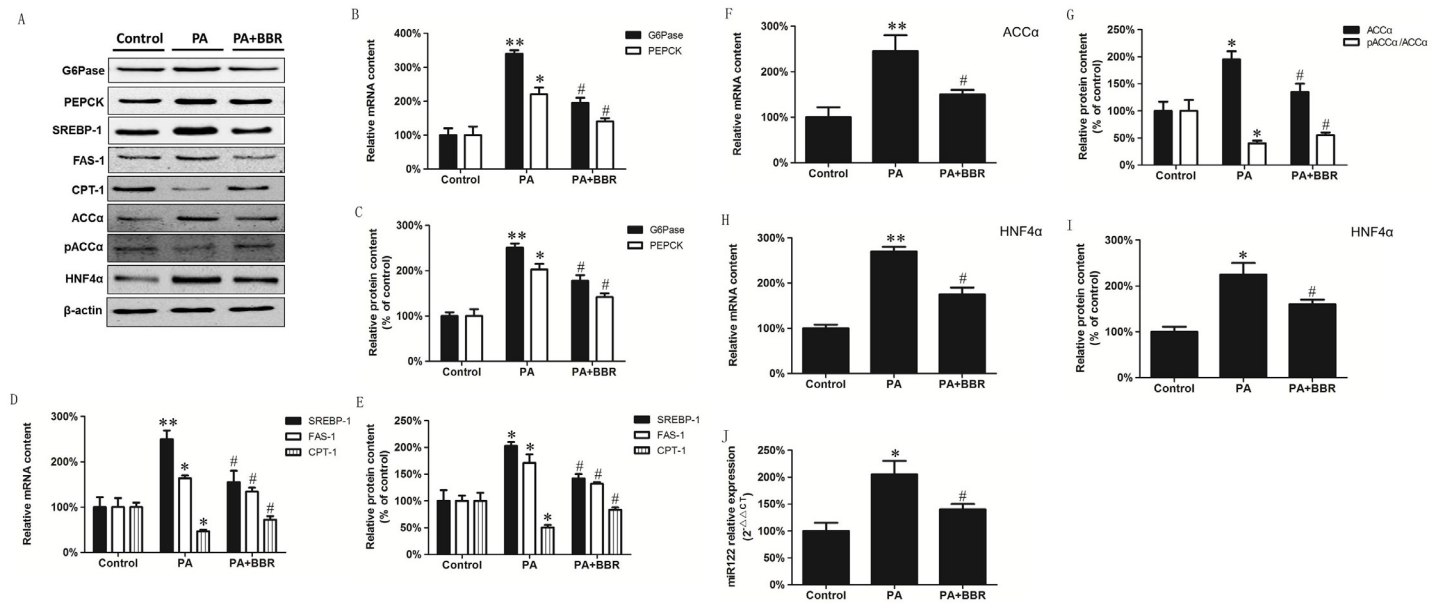 A
Control PA PA+BBR
G6Pase
PEPCK
SREBP-1
FAS-1
CPT-1
ACCα
pACCα
HNF4α
β-actin
B
G6Pase
PEPCK
Relative mRNA content
400%
300%
200%
100%
0%
** * # #
Control PA PA+BBR
C
G6Pase
PEPCK
Relative protein content
(% of control)
300%
250%
200%
150%
100%
50%
0%
** * # #
Control PA PA+BBR
D
SREBP-1
FAS-1
CPT-1
Relative mRNA content
300%
200%
100%
0%
** * * # # #
Control PA PA+BBR
E
SREBP-1
FAS-1
CPT-1
Relative protein content
(% of control)
250%
200%
150%
100%
50%
0%
* * * # # #
Control PA PA+BBR
F
ACCα
Relative mRNA content
300%
200%
100%
0%
** #
Control PA PA+BBR
G
ACCα
pACCα/ACCα
Relative protein content
(% of control)
250%
200%
150%
100%
50%
0%
* * # #
Control PA PA+BBR
H
HNF4α
Relative mRNA content
300%
200%
100%
0%
** #
Control PA PA+BBR
I
HNF4α
Relative protein content
(% of control)
300%
200%
100%
0%
* #
Control PA PA+BBR
J
miR122 relative expression
(2-△△CT)
250%
200%
150%
100%
50%
0%
* #
Control PA PA+BBR